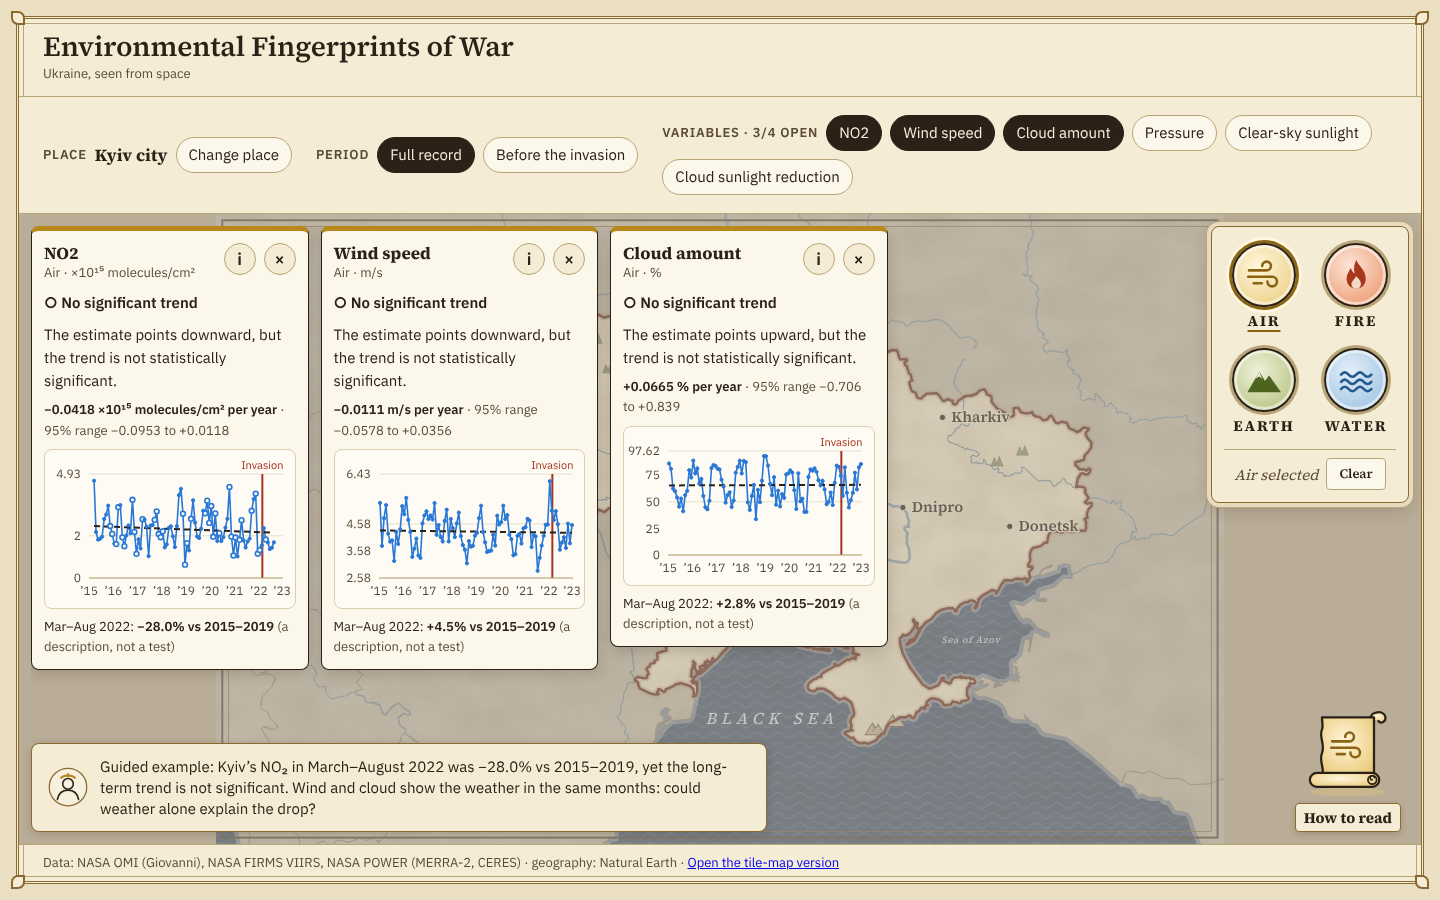 Environmental Fingerprints of War
Ukraine, seen from space
PLACE Kyiv city Change place
PERIOD Full record Before the invasion
VARIABLES · 3/4 OPEN NO2 Wind speed Cloud amount Pressure Clear-sky sunlight
Cloud sunlight reduction
NO2 i ×
Air · ×10¹⁵ molecules/cm²
No significant trend
The estimate points downward, but
the trend is not statistically
significant.
−0.0418 ×10¹⁵ molecules/cm² per year ·
95% range −0.0953 to +0.0118
Invasion
4.93
2
0
’15 ’16 ’17 ’18 ’19 ’20 ’21 ’22 ’23
Mar–Aug 2022: −28.0% vs 2015–2019 (a
description, not a test)
Wind speed i ×
Air · m/s
No significant trend
The estimate points downward, but
the trend is not statistically
significant.
−0.0111 m/s per year · 95% range
−0.0578 to +0.0356
Invasion
6.43
4.58
3.58
2.58
’15 ’16 ’17 ’18 ’19 ’20 ’21 ’22 ’23
Mar–Aug 2022: +4.5% vs 2015–2019 (a
description, not a test)
Cloud amount i ×
Air · %
No significant trend
The estimate points upward, but the
trend is not statistically significant.
+0.0665 % per year · 95% range −0.706
to +0.839
Invasion
97.62
75
50
25
0
’15 ’16 ’17 ’18 ’19 ’20 ’21 ’22 ’23
Mar–Aug 2022: +2.8% vs 2015–2019 (a
description, not a test)
Kharkiv
Dnipro
Donetsk
Sea of Azov
BLACK SEA
AIR FIRE
EARTH WATER
Air selected Clear
Guided example: Kyiv’s NO₂ in March–August 2022 was −28.0% vs 2015–2019, yet the long-
term trend is not significant. Wind and cloud show the weather in the same months: could
weather alone explain the drop?
How to read
Data: NASA OMI (Giovanni), NASA FIRMS VIIRS, NASA POWER (MERRA-2, CERES) · geography: Natural Earth · Open the tile-map version